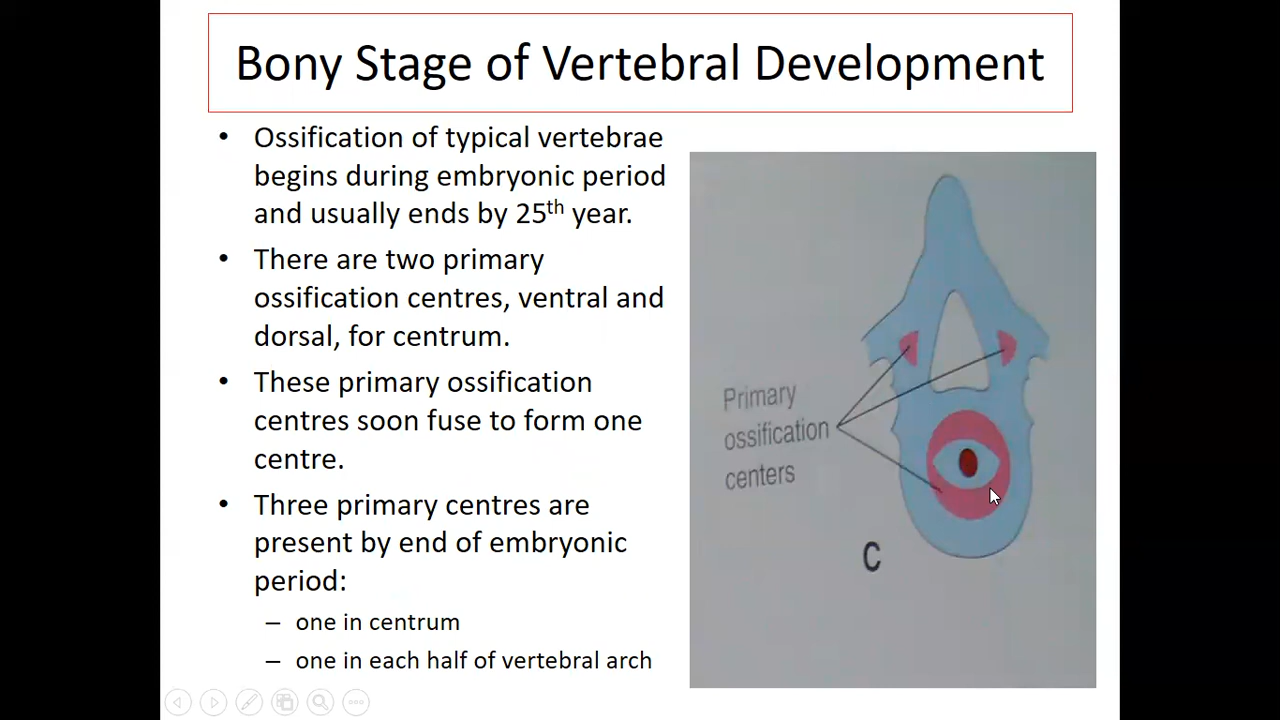 Bony Stage of Vertebral Development
• Ossification of typical vertebrae
begins during embryonic period
and usually ends by 25th year.
• There are two primary
ossification centres, ventral and
dorsal, for centrum.
• These primary ossification
centres soon fuse to form one
centre.
• Three primary centres are
present by end of embryonic
period:
– one in centrum
– one in each half of vertebral arch
Primary
ossification
centers
C